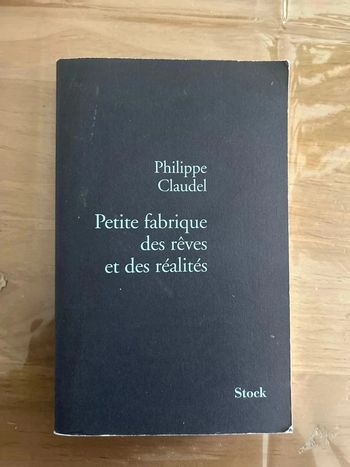 Philippe
Claudel
Petite fabrique
des rêves
et des réalités
Stock